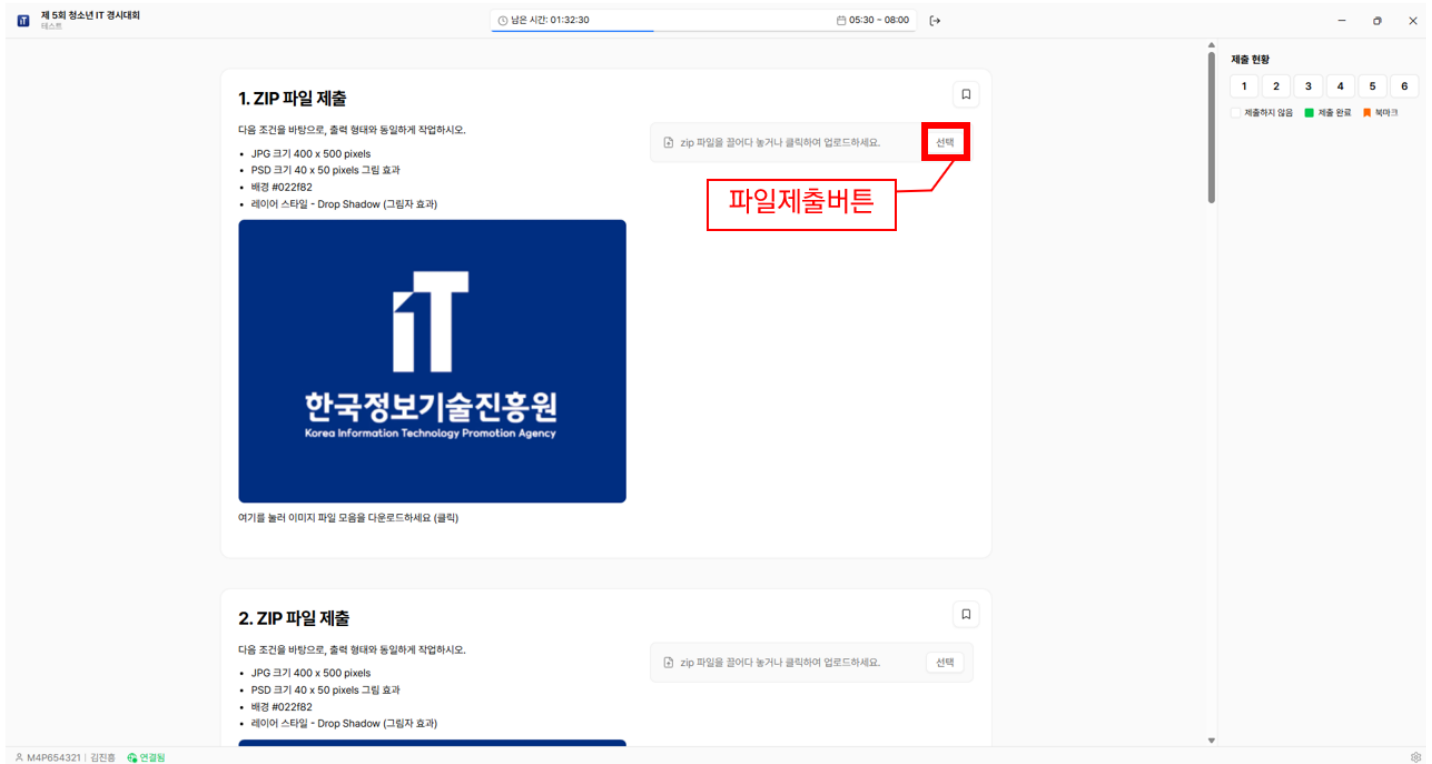 제 5회 청소년 IT 경시대회
테스트
남은 시간: 01:32:30
05:30 ~ 08:00
제출 현황
1 2 3 4 5 6
제출하지 않음 제출 완료 북마크
1. ZIP 파일 제출
다음 조건을 바탕으로, 출력 형태와 동일하게 작업하시오.
• JPG 크기 400 x 500 pixels
• PSD 크기 40 x 50 pixels 그림 효과
• 배경 #022f82
• 레이어 스타일 - Drop Shadow (그림자 효과)
zip 파일을 끌어다 놓거나 클릭하여 업로드하세요. 선택
파일제출버튼
iT
한국정보기술진흥원
Korea Information Technology Promotion Agency
여기를 눌러 이미지 파일 모음을 다운로드하세요 (클릭)
2. ZIP 파일 제출
다음 조건을 바탕으로, 출력 형태와 동일하게 작업하시오.
• JPG 크기 400 x 500 pixels
• PSD 크기 40 x 50 pixels 그림 효과
• 배경 #022f82
• 레이어 스타일 - Drop Shadow (그림자 효과)
zip 파일을 끌어다 놓거나 클릭하여 업로드하세요. 선택
M4P654321 | 김진흥 연결됨